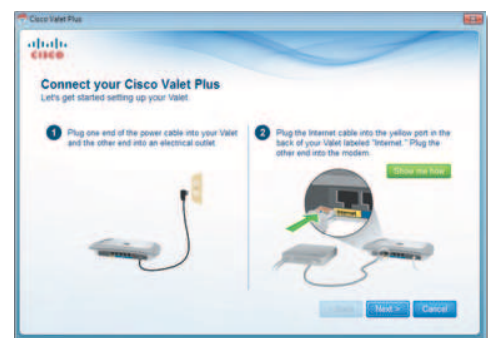 Cisco Valet Plus
CISCO
Connect your Cisco Valet Plus
Let's get started setting up your Valet.
1
Plug one end of the power cable into your Valet
and the other end into an electrical outlet.
2
Plug the Internet cable into the yellow port in the
back of your Valet labeled "Internet." Plug the
other end into the modem.
Show me how
Internet
Next >
Cancel